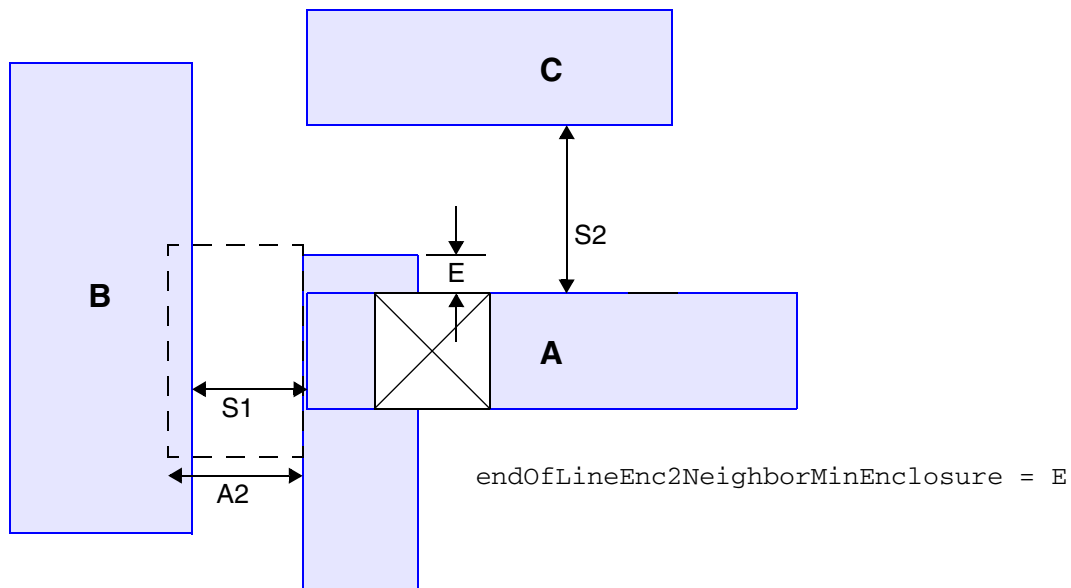 C
S2
E
B
A
S1
A2
endOfLineEnc2NeighborMinEnclosure = E